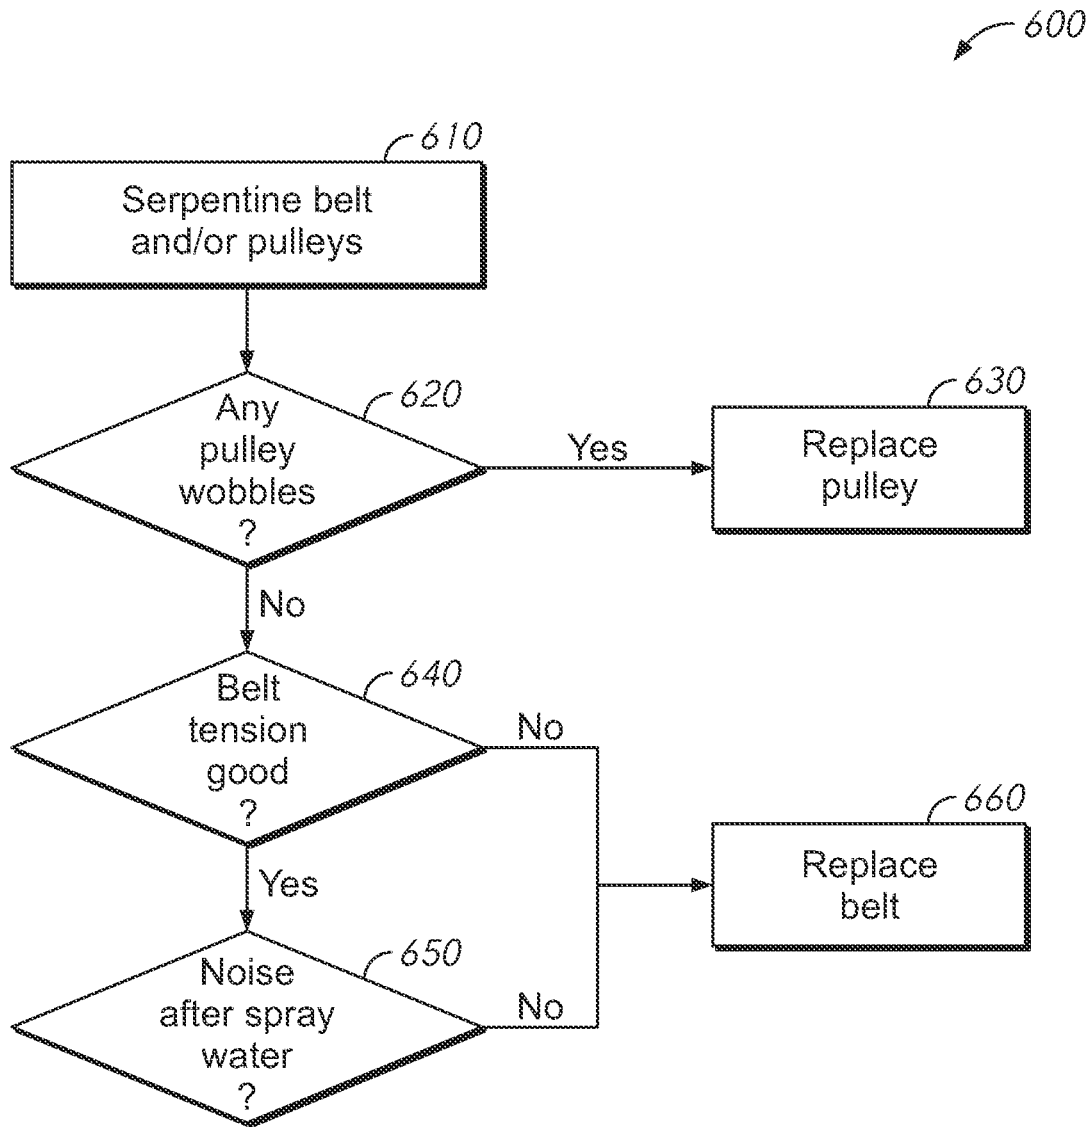 600
610
Serpentine belt
and/or pulleys
620
Any
pulley
wobbles
?
Yes
630
Replace
pulley
No
640
Belt
tension
good
?
No
660
Replace
belt
Yes
650
Noise
after spray
water
?
No